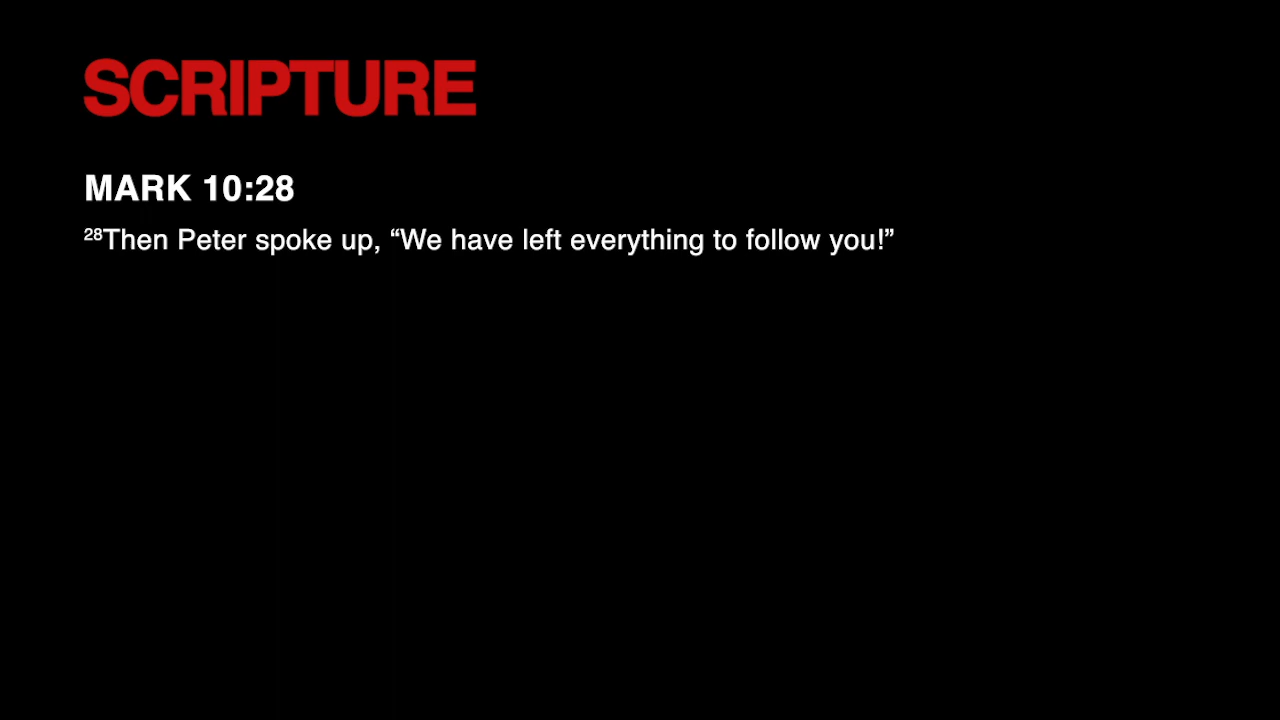 SCRIPTURE
MARK 10:28
²⁸Then Peter spoke up, “We have left everything to follow you!”